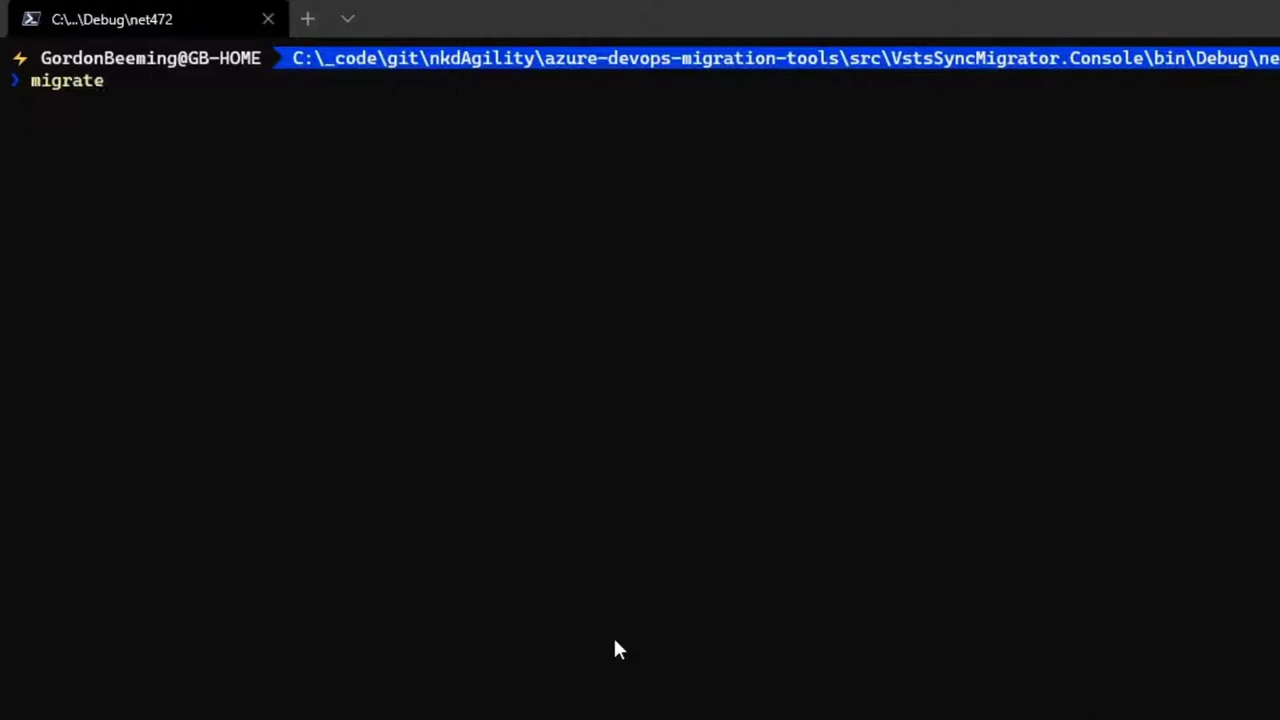 C:\...\Debug\net472
GordonBeeming@GB-HOME C:\_code\git\nkdAgility\azure-devops-migration-tools\src\VstsSyncMigrator.Console\bin\Debug\ne
❯ migrate